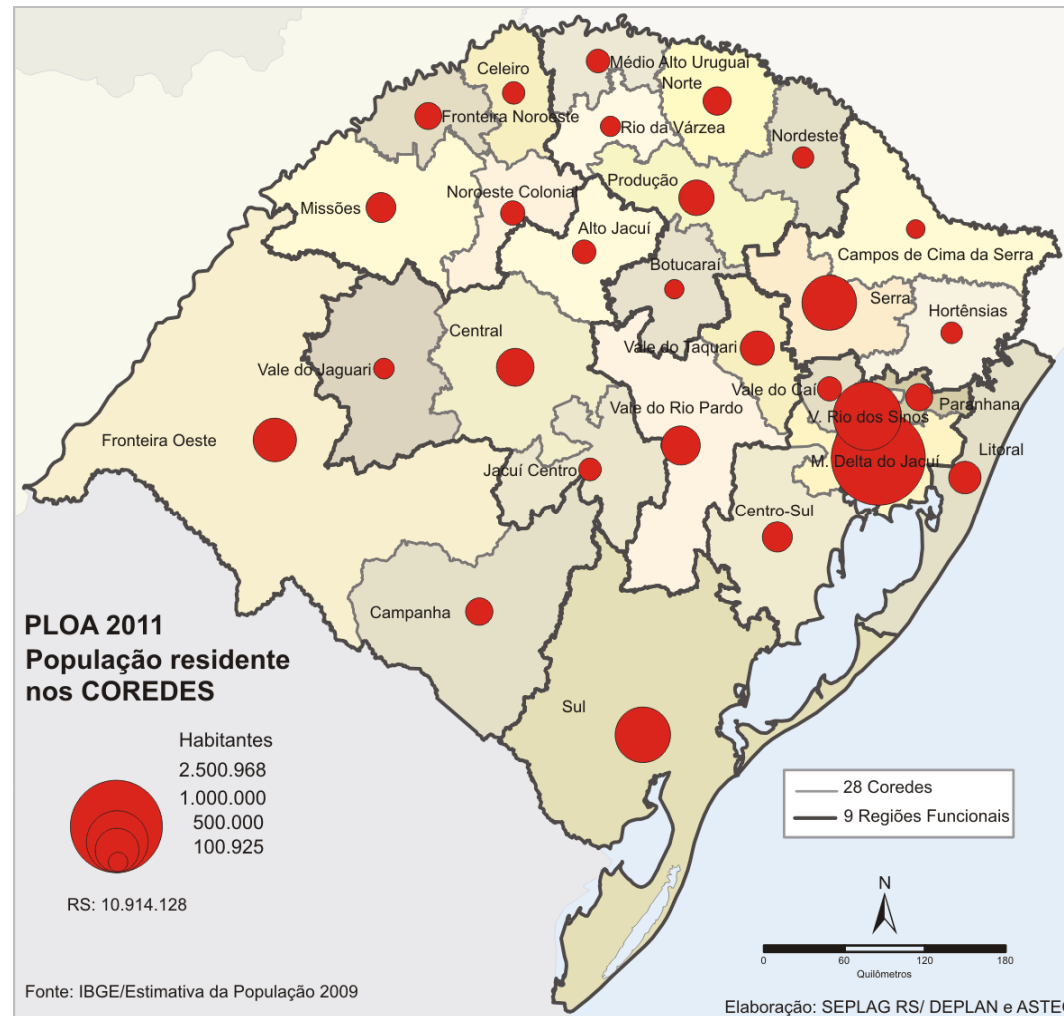 Médio Alto Uruguai
Celeiro
Norte
Fronteira Noroeste
Rio da Várzea
Nordeste
Produção
Noroeste Colonial
Missões
Alto Jacuí
Campos de Cima da Serra
Botucaraí
Serra
Hortênsias
Central
Vale do Taquari
Vale do Jaguari
Vale do Caí
Paranhana
Vale do Rio Pardo
V. Rio dos Sinos
Fronteira Oeste
Litoral
M. Delta do Jacuí
Jacuí Centro
Centro-Sul
Campanha
Sul
PLOA 2011
População residente
nos COREDES
Habitantes
2.500.968
1.000.000
500.000
100.925
RS: 10.914.128
28 Coredes
9 Regiões Funcionais
N
0 60 120 180
Quilômetros
Fonte: IBGE/Estimativa da População 2009
Elaboração: SEPLAG RS/ DEPLAN e ASTEC